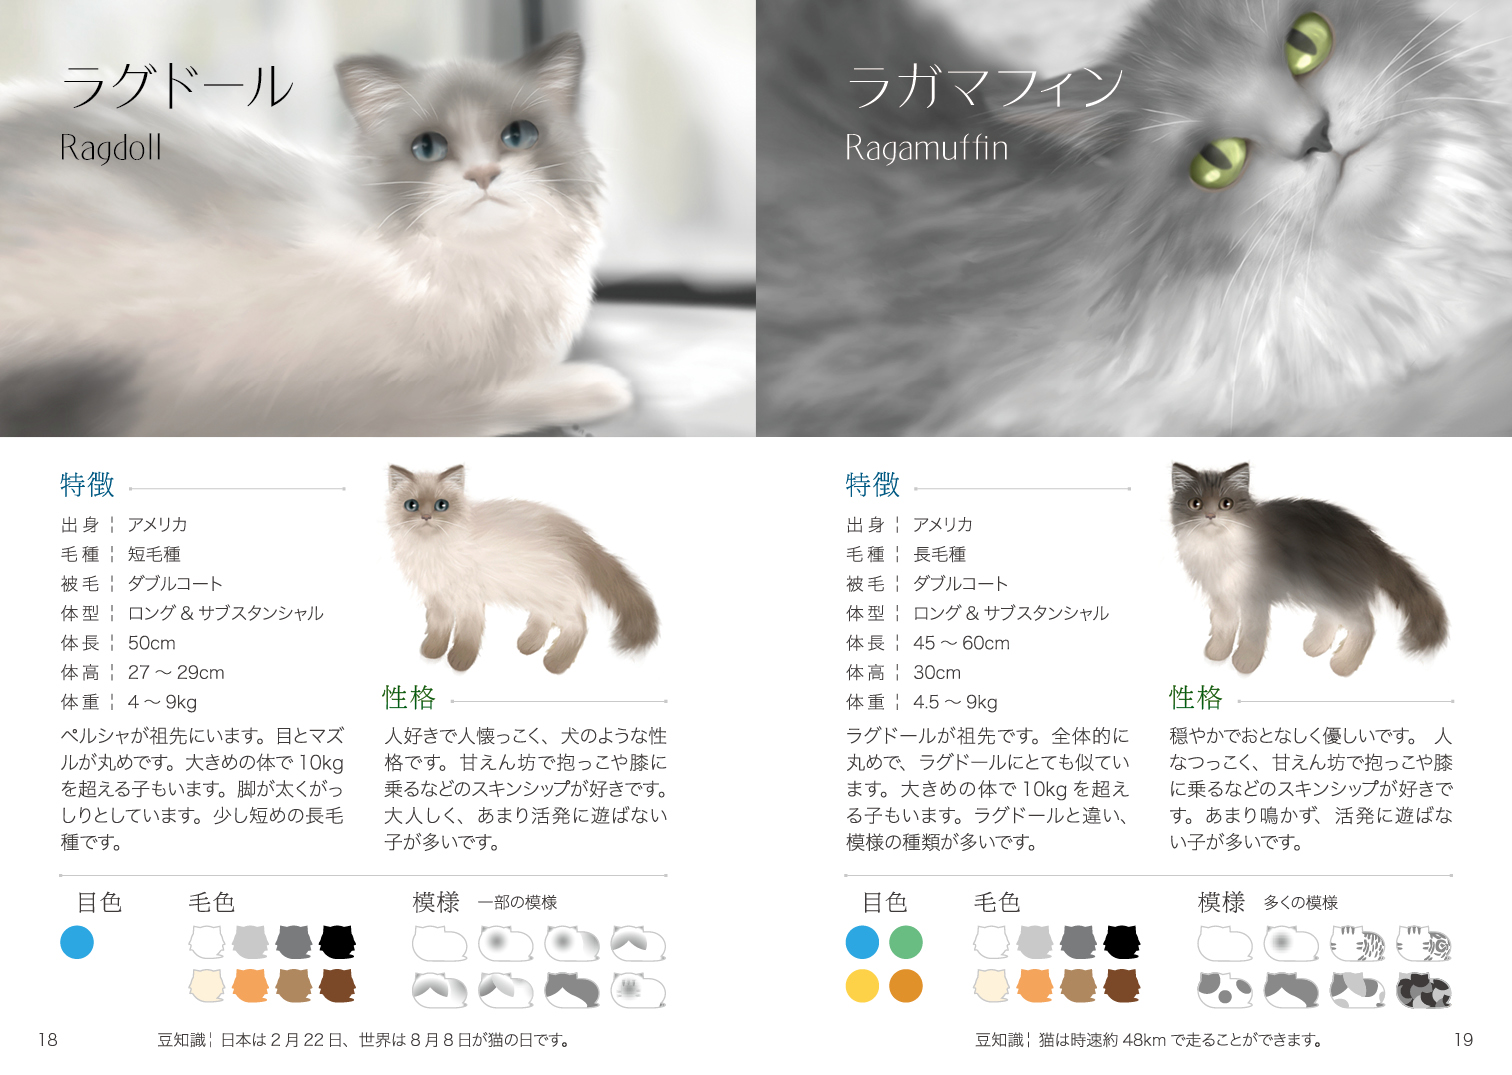 ラグドール
Ragdoll
特徴
出身¦アメリカ
毛種¦短毛種
被毛¦ダブルコート
体型¦ロング&サブスタンシャル
体長¦50cm
体高¦27〜29cm
体重¦4〜9kg
ペルシャが祖先にいます。目とマズ
ルが丸めです。大きめの体で10kg
を超える子もいます。脚が太くがっ
しりとしています。少し短めの長毛
種です。
性格
人好きで人懐っこく、犬のような性
格です。甘えん坊で抱っこや膝に
乗るなどのスキンシップが好きです。
大人しく、あまり活発に遊ばない
子が多いです。
目色
毛色
模様 一部の模様
18
豆知識¦日本は2月22日、世界は8月8日が猫の日です。
ラガマフィン
Ragamuffin
特徴
出身¦アメリカ
毛種¦長毛種
被毛¦ダブルコート
体型¦ロング&サブスタンシャル
体長¦45〜60cm
体高¦30cm
体重¦4.5〜9kg
ラグドールが祖先です。全体的に
丸めで、ラグドールにとても似てい
ます。大きめの体で10kgを超え
る子もいます。ラグドールと違い、
模様の種類が多いです。
性格
穏やかでおとなしく優しいです。 人
なつっこく、甘えん坊で抱っこや膝
に乗るなどのスキンシップが好きで
す。あまり鳴かず、活発に遊ばな
い子が多いです。
目色
毛色
模様 多くの模様
豆知識¦猫は時速約48kmで走ることができます。
19